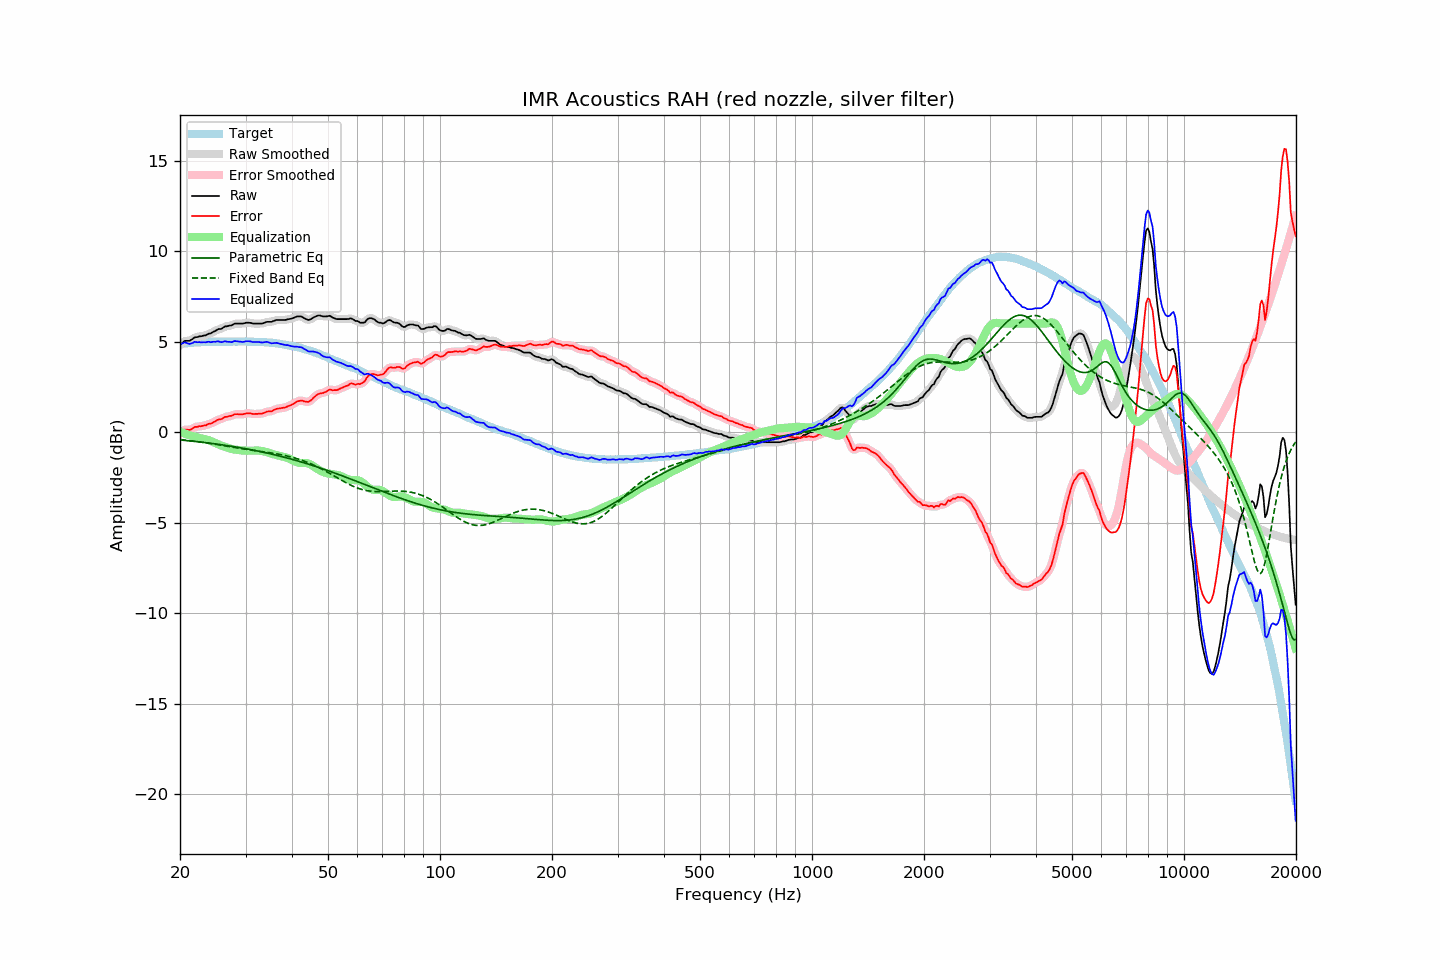 IMR Acoustics RAH (red nozzle, silver filter)
Target
Raw Smoothed
Error Smoothed
Raw
Error
Equalization
Parametric Eq
Fixed Band Eq
Equalized
15
10
5
0
−5
−10
−15
−20
Amplitude (dBr)
20 50 100 200 500 1000 2000 5000 10000 20000
Frequency (Hz)